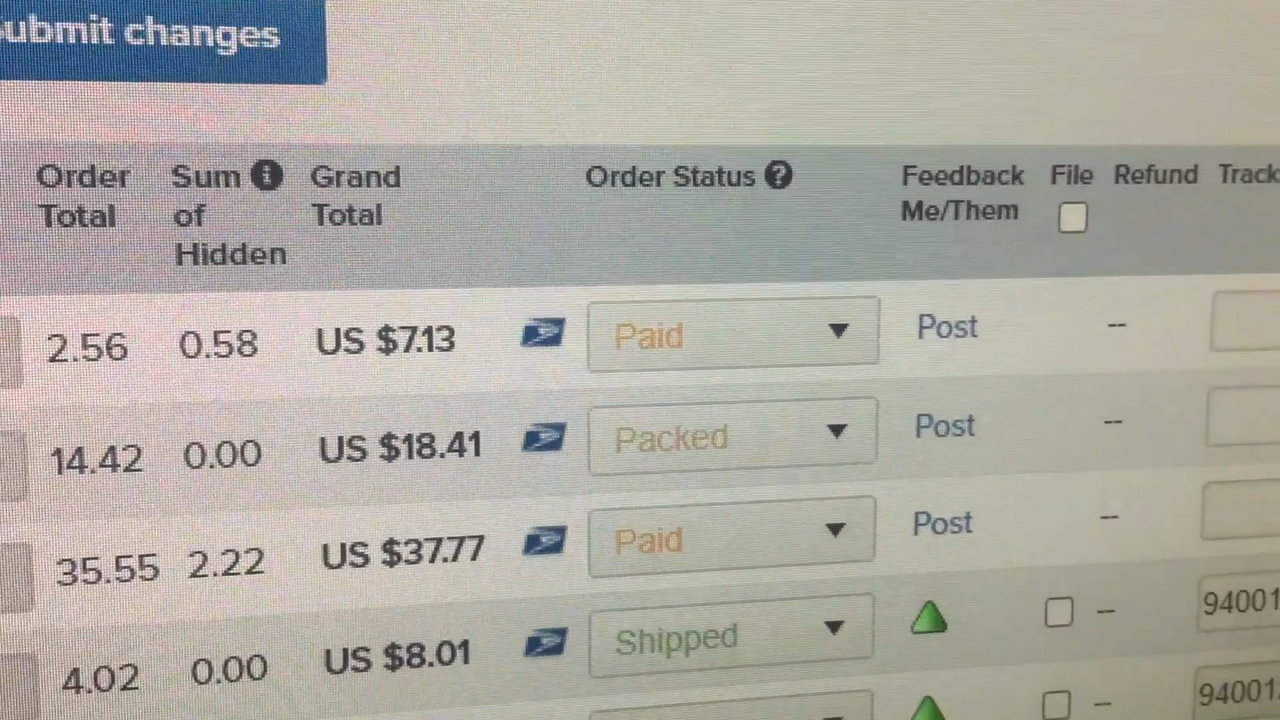 ubmit changes
Order Total Sum of Hidden Grand Total Order Status Feedback Me/Them File Refund Track
2.56 0.58 US $7.13 Paid Post --
14.42 0.00 US $18.41 Packed Post --
35.55 2.22 US $37.77 Paid Post --
4.02 0.00 US $8.01 Shipped -- 94001
-- 94001